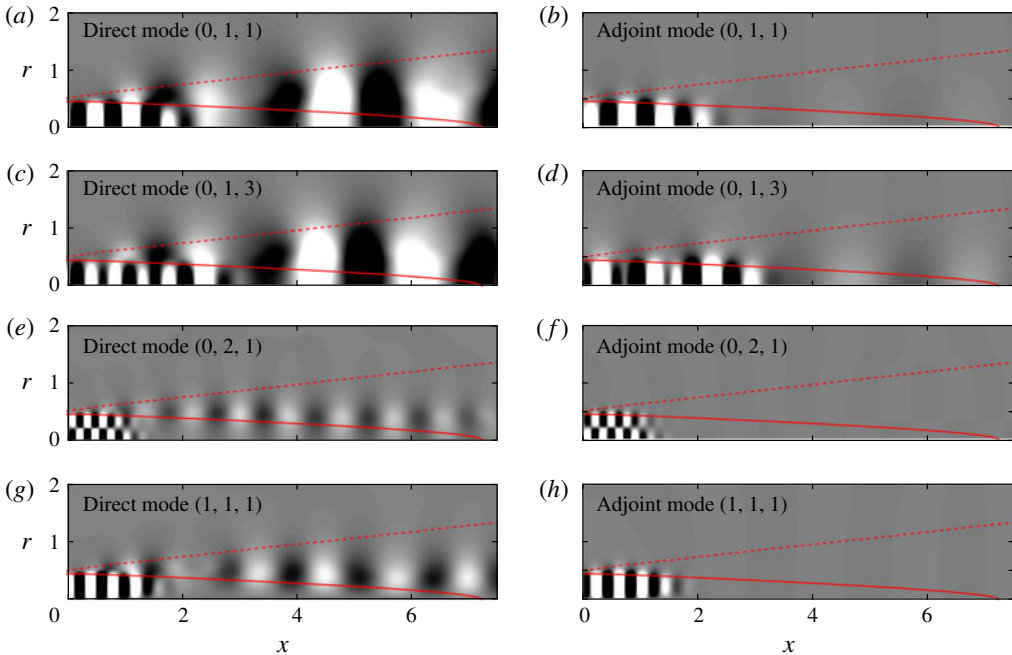 (a) 2 Direct mode (0, 1, 1) (b) Adjoint mode (0, 1, 1)
r 1
0
(c) 2 Direct mode (0, 1, 3) (d) Adjoint mode (0, 1, 3)
r 1
0 0 2 4 6
(e) 2 Direct mode (0, 2, 1) (f) Adjoint mode (0, 2, 1)
r 1
0
(g) 2 Direct mode (1, 1, 1) (h) Adjoint mode (1, 1, 1)
r 1
0 2 4 6 0 2 4 6
x x